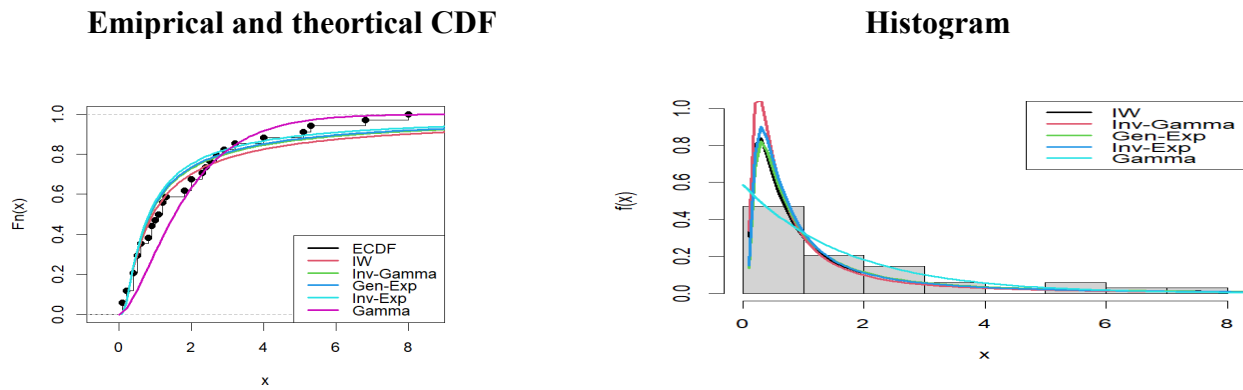 Emiprical and theortical CDF
Histogram
Fn(x)
1.0
0.8
0.6
0.4
0.2
0.0
ECDF
IW
Inv-Gamma
Gen-Exp
Inv-Exp
Gamma
0 2 4 6 8
x
f(x)
1.0
0.8
0.6
0.4
0.2
0.0
IW
Inv-Gamma
Gen-Exp
Inv-Exp
Gamma
0 2 4 6 8
x